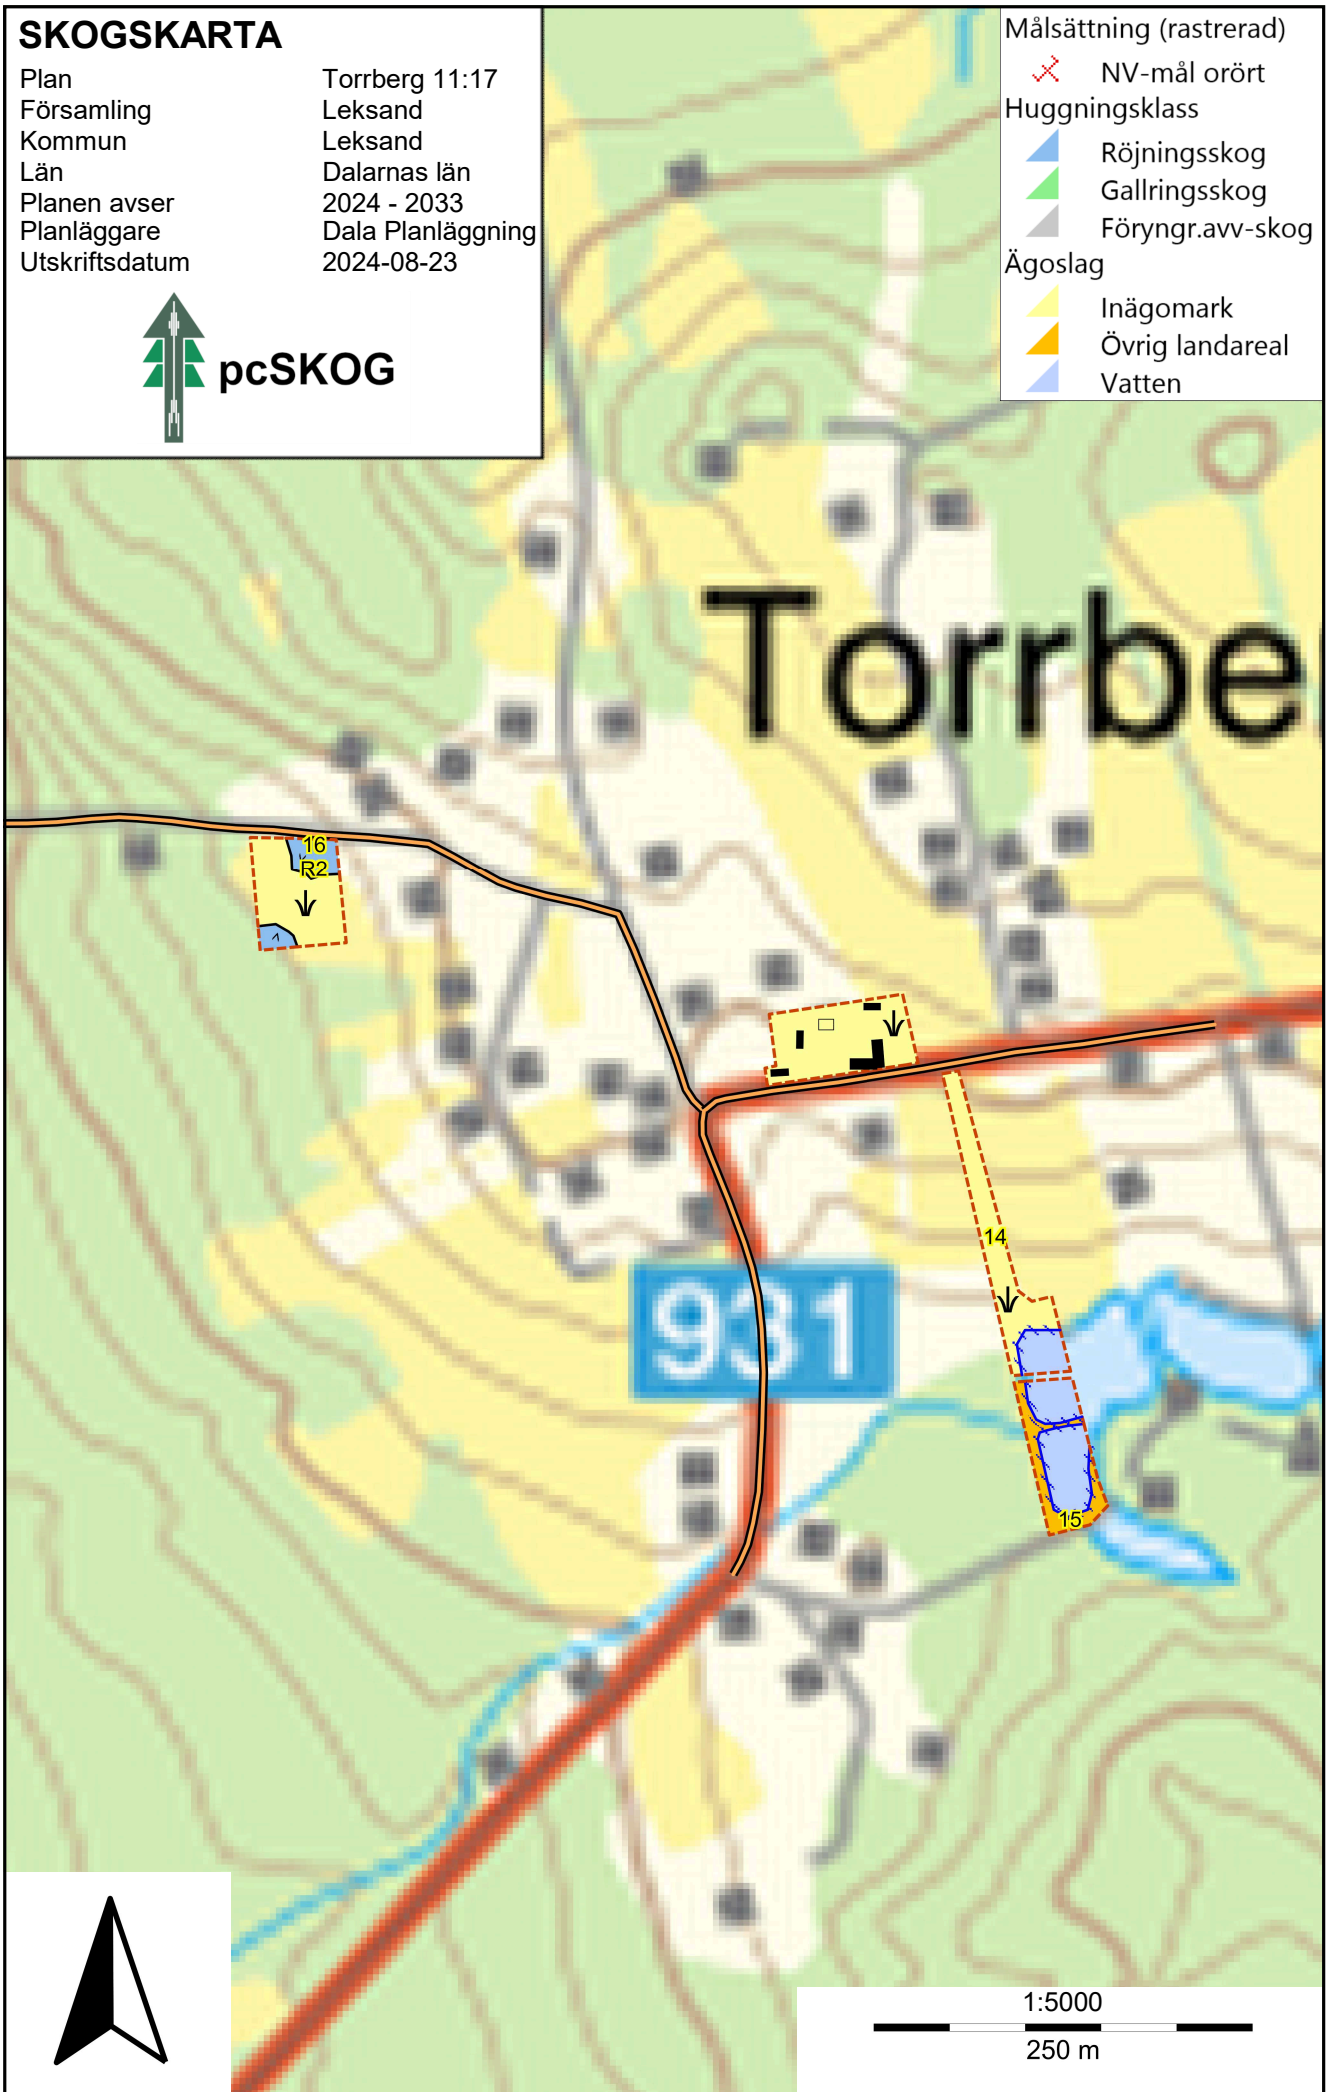 SKOGSKARTA
Plan Torrberg 11:17
Församling Leksand
Kommun Leksand
Län Dalarnas län
Planen avser 2024 - 2033
Planläggare Dala Planläggning
Utskriftsdatum 2024-08-23
pcSKOG
Målsättning (rastrerad)
NV-mål orört
Huggningsklass
Röjningsskog
Gallringsskog
Föryngr.avv-skog
Ägoslag
Inägomark
Övrig landareal
Vatten
Torrbe
16
R2
14
931
15
1:5000
250 m